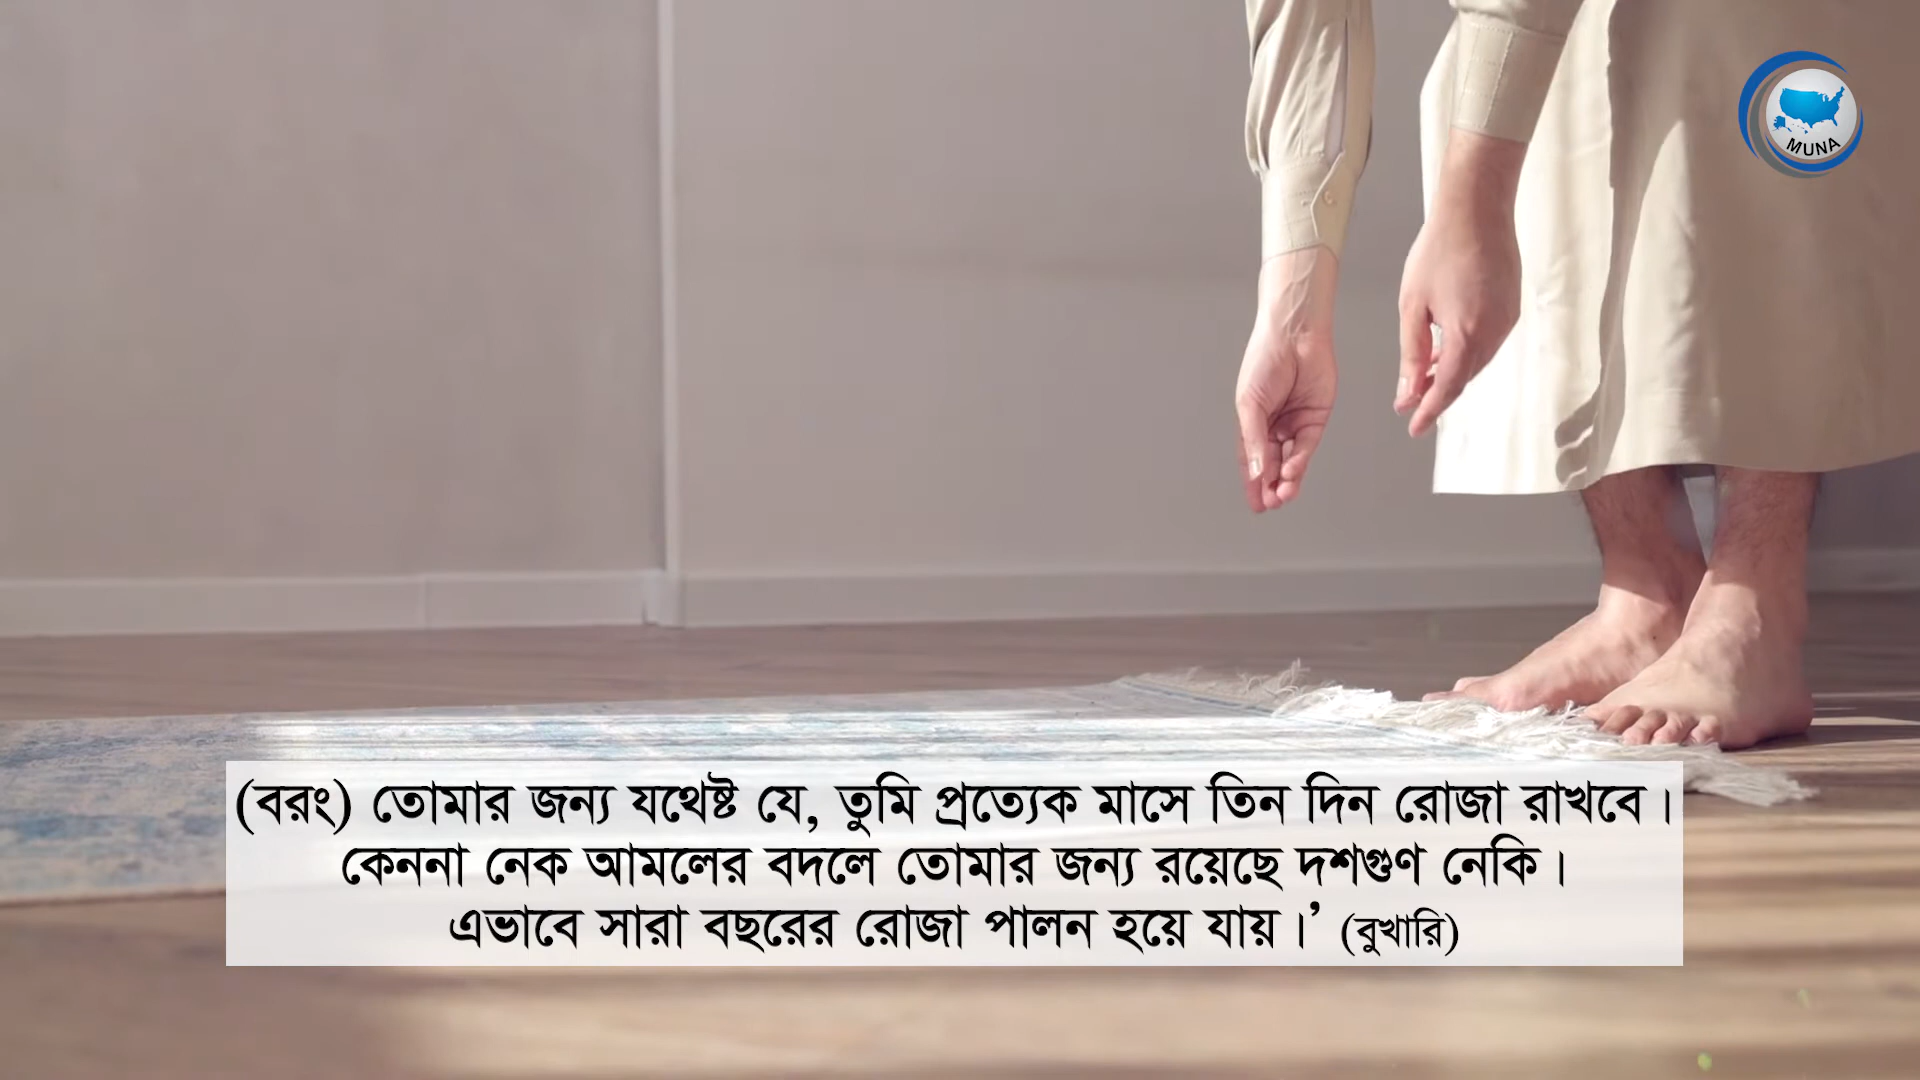 MUNA
(বরং) তোমার জন্য যথেষ্ট যে, তুমি প্রত্যেক মাসে তিন দিন রোজা রাখবে।
কেননা নেক আমলের বদলে তোমার জন্য রয়েছে দশগুণ নেকি।
এভাবে সারা বছরের রোজা পালন হয়ে যায়।’ (বুখারি)